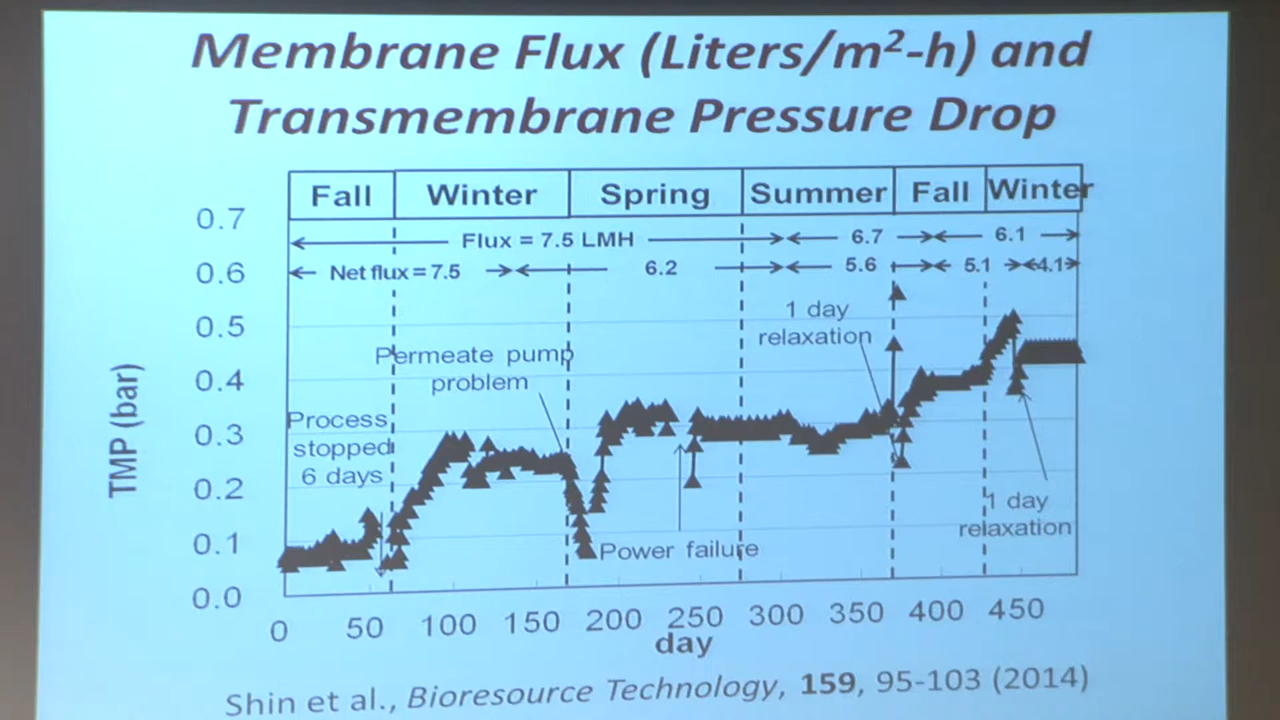 Membrane Flux (Liters/m²-h) and
Transmembrane Pressure Drop
Fall Winter Spring Summer Fall Winter
Flux = 7.5 LMH 6.7 6.1
Net flux = 7.5 6.2 5.6 5.1 4.1
0.7
0.6
0.5
0.4
0.3
0.2
0.1
0.0
TMP (bar)
Process
stopped
6 days
Permeate pump
problem
Power failure
1 day
relaxation
1 day
relaxation
0 50 100 150 200 250 300 350 400 450
day
Shin et al., Bioresource Technology, 159, 95-103 (2014)